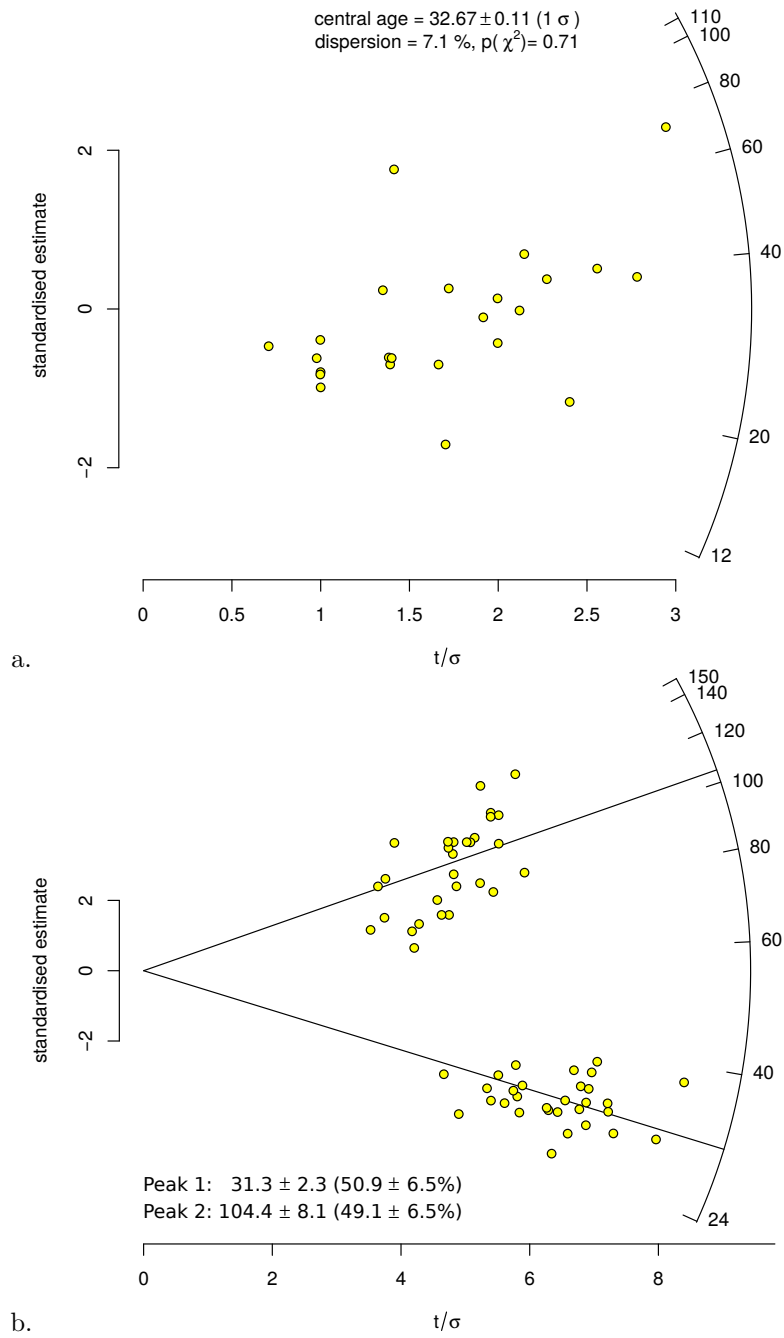 central age = 32.67 ± 0.11 (1 σ)
dispersion = 7.1 %, p( χ²)= 0.71
110
100
80
60
40
20
12
standardised estimate
2
0
−2
0 0.5 1 1.5 2 2.5 3
t/σ
a.
150
140
120
100
80
60
40
24
standardised estimate
2
0
−2
Peak 1: 31.3 ± 2.3 (50.9 ± 6.5%)
Peak 2: 104.4 ± 8.1 (49.1 ± 6.5%)
0 2 4 6 8
t/σ
b.